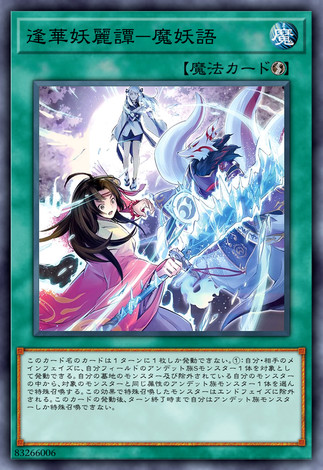 逢華妖麗譚－魔妖語
魔
【魔法カード】
このカード名のカードは１ターンに１枚しか発動できない。①：自分・相手のメ
インフェイズに、自分フィールドのアンデット族Sモンスター１体を対象とし
て発動できる。自分の墓地のモンスター及び除外されている自分のモンスター
の中から、対象のモンスターと同じ属性のアンデット族モンスター１体を選ん
で特殊召喚する。この効果で特殊召喚したモンスターはエンドフェイズに除外
される。このカードの発動後、ターン終了時まで自分はアンデット族モンスタ
ーしか特殊召喚できない。
83266006